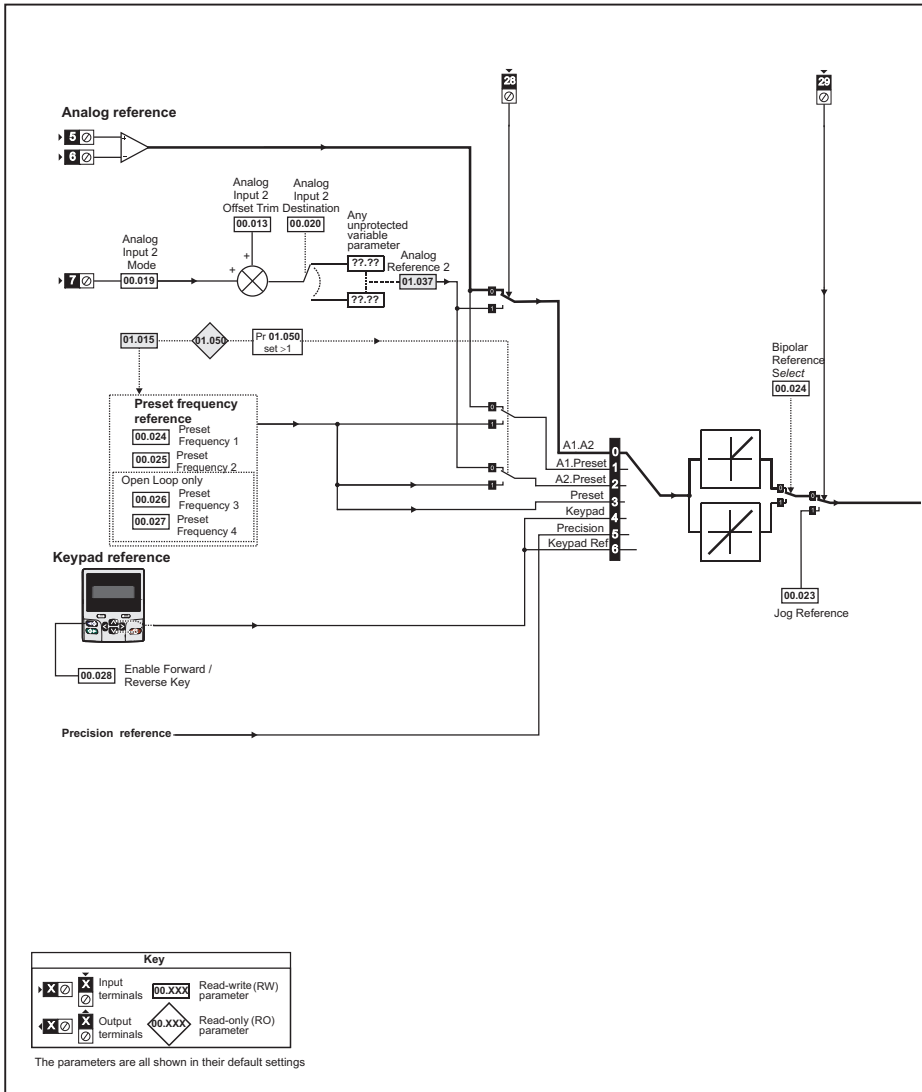 28
29
Analog reference
5
6
Analog
Input 2
Offset Trim
00.013
Analog
Input 2
Destination
00.020
Any
unprotected
variable
parameter
??.??
??.??
Analog
Reference 2
01.037
Analog
Input 2
Mode
7
00.019
+
+
+
−
0
1
01.015
01.050
Pr 01.050
set >1
Bipolar
Reference
Select
00.024
Preset frequency
reference
00.024 Preset
Frequency 1
00.025 Preset
Frequency 2
Open Loop only
00.026 Preset
Frequency 3
00.027 Preset
Frequency 4
0
1
0
1
A1.A2 0
A1.Preset 1
A2.Preset 2
Preset 3
Keypad 4
Precision 5
Keypad Ref 6
0
1
0
1
00.023
Jog Reference
Keypad reference
00.028 Enable Forward /
Reverse Key
Precision reference
Key
X X Input
terminals
00.XXX Read-write (RW)
parameter
X X Output
terminals
00.XXX Read-only (RO)
parameter
The parameters are all shown in their default settings